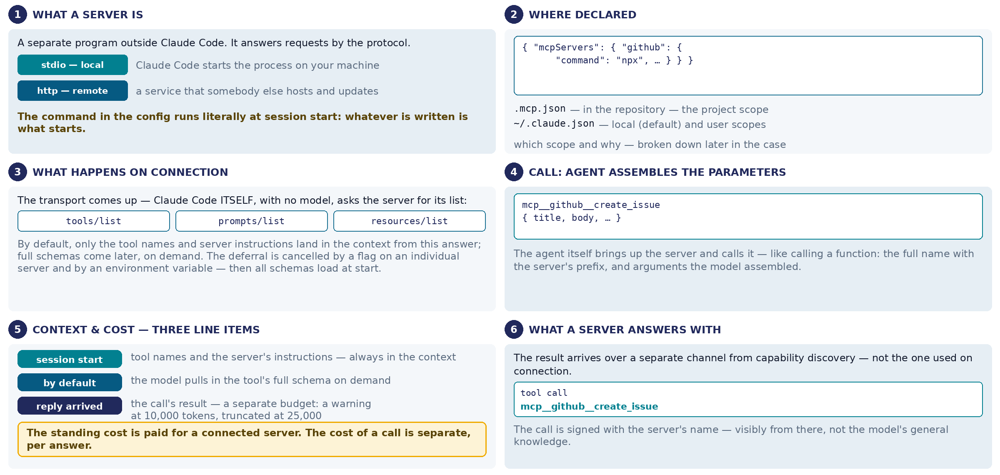 1 WHAT A SERVER IS
A separate program outside Claude Code. It answers requests by the protocol.
stdio — local Claude Code starts the process on your machine
http — remote a service that somebody else hosts and updates
The command in the config runs literally at session start: whatever is written is
what starts.
2 WHERE DECLARED
{ "mcpServers": { "github": {
"command": "npx", … } } }
.mcp.json — in the repository — the project scope
~/.claude.json — local (default) and user scopes
which scope and why — broken down later in the case
3 WHAT HAPPENS ON CONNECTION
The transport comes up — Claude Code ITSELF, with no model, asks the server for its list:
tools/list prompts/list resources/list
By default, only the tool names and server instructions land in the context from this answer;
full schemas come later, on demand. The deferral is cancelled by a flag on an individual
server and by an environment variable — then all schemas load at start.
4 CALL: AGENT ASSEMBLES THE PARAMETERS
mcp__github__create_issue
{ title, body, … }
The agent itself brings up the server and calls it — like calling a function: the full name with
the server's prefix, and arguments the model assembled.
5 CONTEXT & COST — THREE LINE ITEMS
session start tool names and the server's instructions — always in the context
by default the model pulls in the tool's full schema on demand
reply arrived the call's result — a separate budget: a warning
at 10,000 tokens, truncated at 25,000
The standing cost is paid for a connected server. The cost of a call is separate,
per answer.
6 WHAT A SERVER ANSWERS WITH
The result arrives over a separate channel from capability discovery — not the one used on
connection.
tool call
mcp__github__create_issue
The call is signed with the server's name — visibly from there, not the model's general
knowledge.